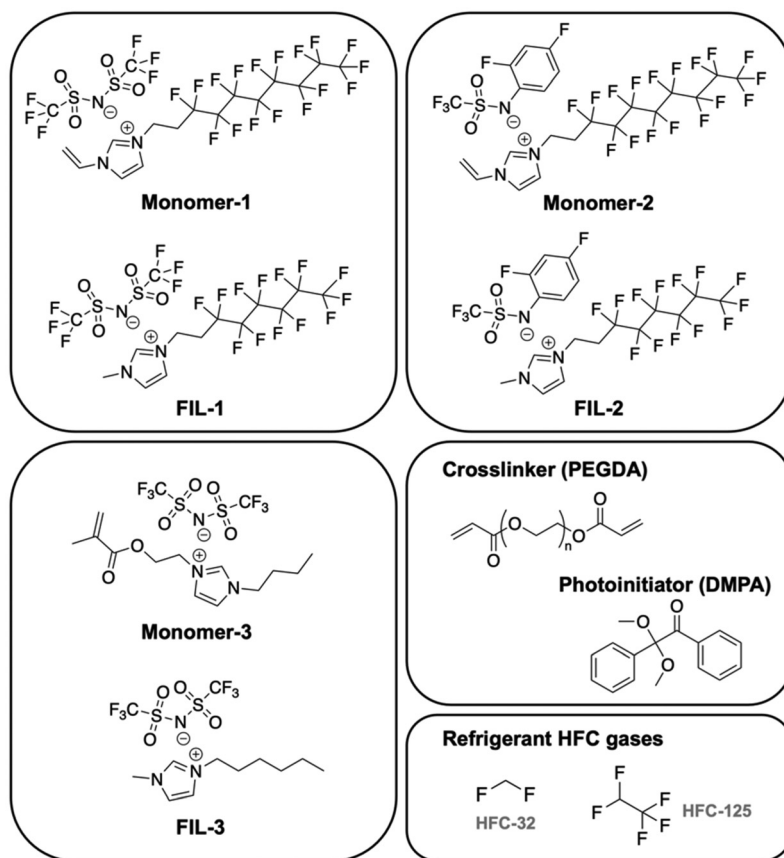 Monomer-1
Monomer-2
FIL-1
FIL-2
Monomer-3
FIL-3
Crosslinker (PEGDA)
Photoinitiator (DMPA)
Refrigerant HFC gases
HFC-32
HFC-125